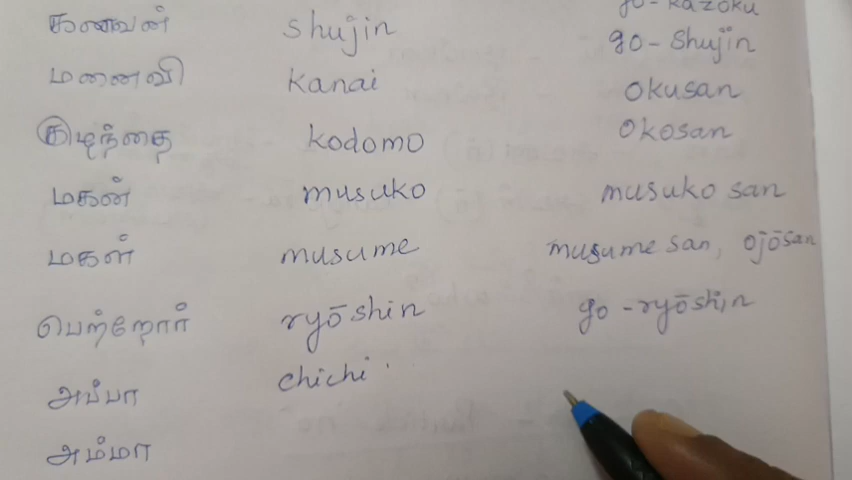 go-kazoku
கணவன் shujin go-shujin
மனைவி kanai okusan
குழந்தை kodomo okosan
மகன் musuko musuko san
மகள் musume musume san, ojōsan
பெற்றோர் ryōshin go-ryōshin
அப்பா chichi
அம்மா